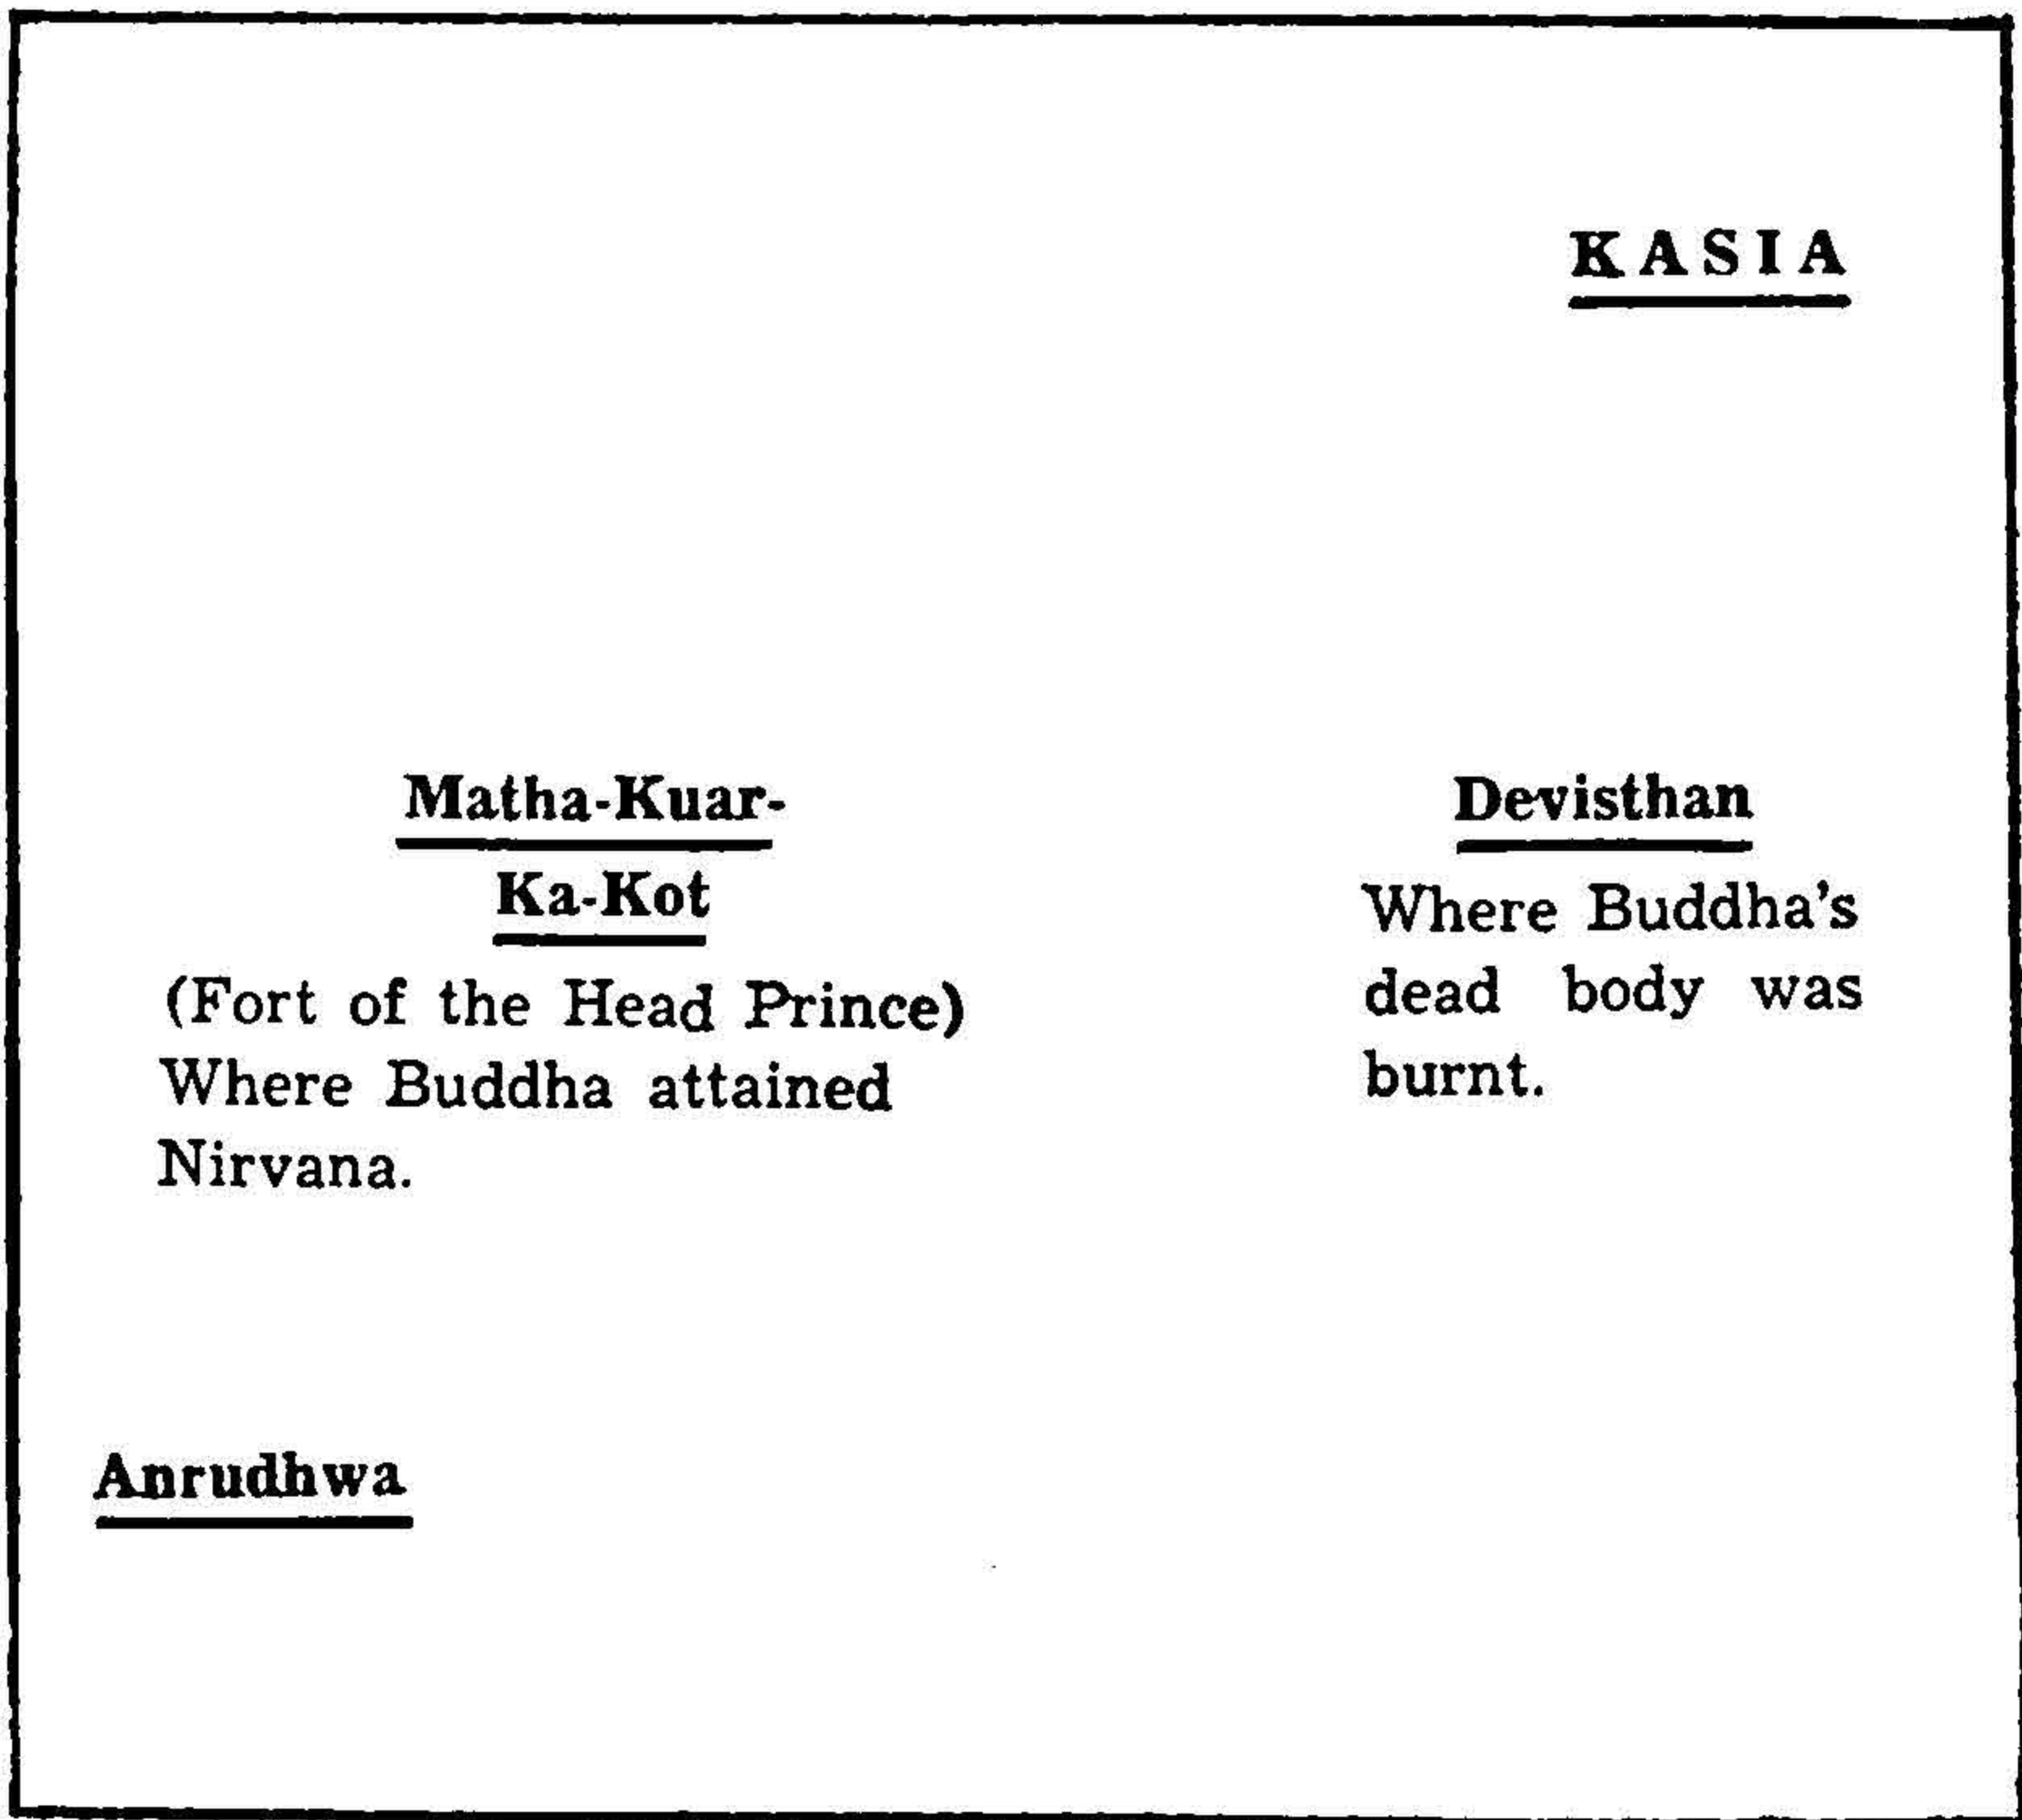 KASIA
Matha-Kuar-
Ka-Kot
(Fort of the Head Prince)
Where Buddha attained
Nirvana.
Devisthan
Where Buddha's
dead body was
burnt.
Anrudhwa